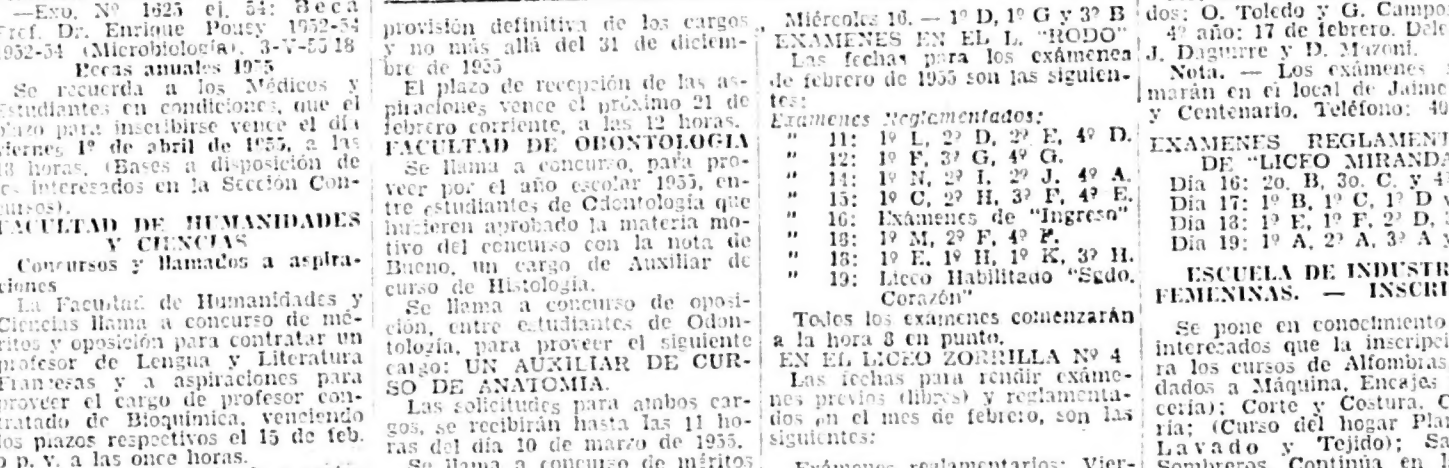 —Exo. Nº 1625 ej. 54: Beca
Prof. Dr. Enrique Pouey 1952-54
1952-54 (Microbiología). 3-V-55 18
Becas anuales 1955
Se recuerda a los Médicos y
Estudiantes en condiciones, que el
plazo para inscribirse vence el día
viernes 1º de abril de 1955, a las
18 horas. (Bases a disposición de
los interesados en la Sección Con-
cursos).
FACULTAD DE HUMANIDADES
Y CIENCIAS
Concursos y llamados a aspira-
ciones
La Facultad de Humanidades y
Ciencias llama a concurso de mé-
ritos y oposición para contratar un
profesor de Lengua y Literatura
Francesas y a aspiraciones para
proveer el cargo de profesor con-
tratado de Bioquímica, venciendo
los plazos respectivos el 15 de feb.
p. v. a las once horas.
provisión definitiva de los cargos
y no más allá del 31 de diciem-
bre de 1955
El plazo de recepción de las as-
piraciones vence el próximo 21 de
febrero corriente, a las 12 horas.
FACULTAD DE ODONTOLOGIA
Se llama a concurso, para pro-
veer por el año escolar 1955, en-
tre estudiantes de Odontología que
hubieren aprobado la materia mo-
tivo del concurso con la nota de
Bueno, un cargo de Auxiliar de
curso de Histología.
Se llama a concurso de oposi-
ción, entre estudiantes de Odon-
tología, para proveer el siguiente
cargo: UN AUXILIAR DE CUR-
SO DE ANATOMIA.
Las solicitudes para ambos car-
gos, se recibirán hasta las 11 ho-
ras del día 10 de marzo de 1955.
Se llama a concurso de méritos
Miércoles 16. — 1º D, 1º G y 3º B
EXAMENES EN EL L. "RODO"
Las fechas para los exámenes
de febrero de 1955 son las siguien-
tes:
Exámenes Reglamentados:
" 11: 1º L, 2º D, 2º E, 4º D.
" 12: 1º F, 3º G, 4º G.
" 14: 1º N, 2º I, 2º J, 4º A.
" 15: 1º C, 2º H, 3º F, 4º E.
" 16: Exámenes de "Ingreso"
" 18: 1º M, 2º F, 4º F.
" 18: 1º E, 1º H, 1º K, 3º H.
" 19: Liceo Habilitado "Sgdo.
Corazón"
Todos los exámenes comenzarán
a la hora 8 en punto.
EN EL LICEO ZORRILLA Nº 4
Las fechas para rendir exáme-
nes previos (libres) y reglamenta-
dos en el mes de febrero, son las
siguientes:
Exámenes reglamentarios: Vier-
dos: O. Toledo y G. Campo
4º año: 17 de febrero. Dele
J. Daguirre y D. Mazoni.
Nota. — Los exámenes
marán en el local de Jaime
y Centenario. Teléfono: 40
EXAMENES REGLAMENT
DE "LICEO MIRANDA
Día 16: 2o. B, 3o. C. y 4
Día 17: 1º B, 1º C, 1º D y
Día 18: 1º E, 1º F, 2º D,
Día 19: 1º A, 2º A, 3º A y
ESCUELA DE INDUSTR
FEMENINAS. — INSCRI
Se pone en conocimiento
interesados que la inscripci
ra los cursos de Alfombras
dados a Máquina, Encajes
cería); Corte y Costura,
ría; (Curso del hogar Plan
Lavado y Tejido);
Sombreros. Continúa en